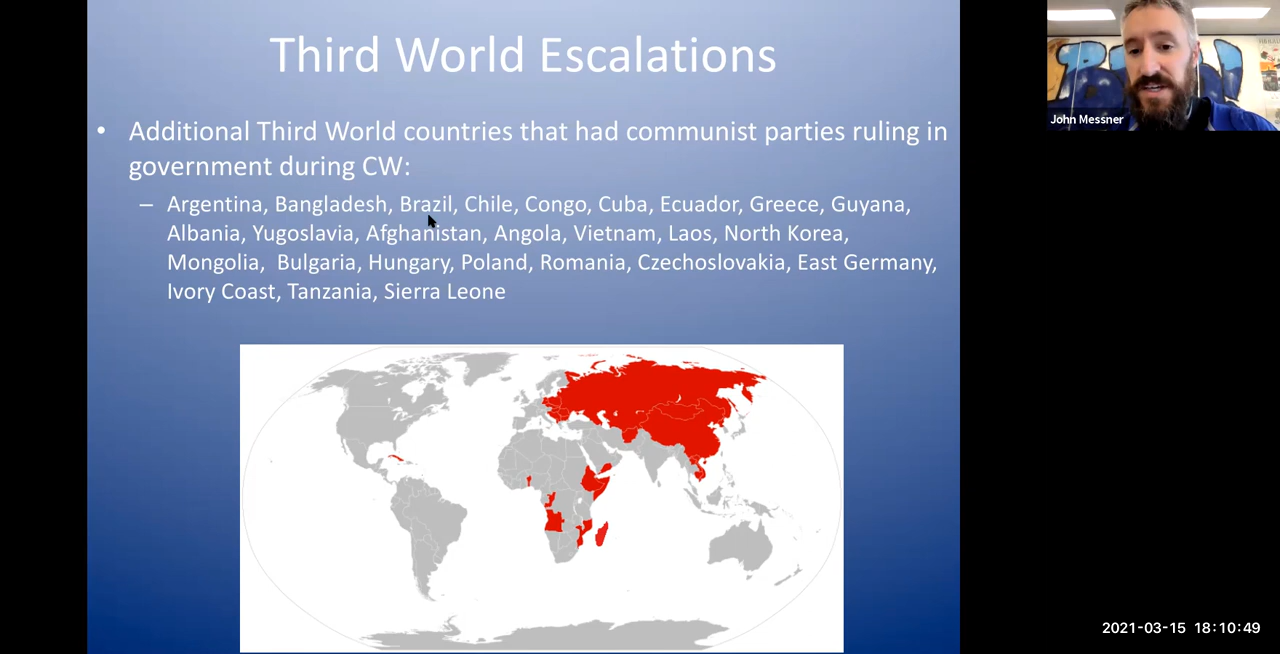 Third World Escalations
• Additional Third World countries that had communist parties ruling in
government during CW:
– Argentina, Bangladesh, Brazil, Chile, Congo, Cuba, Ecuador, Greece, Guyana,
Albania, Yugoslavia, Afghanistan, Angola, Vietnam, Laos, North Korea,
Mongolia,  Bulgaria, Hungary, Poland, Romania, Czechoslovakia, East Germany,
Ivory Coast, Tanzania, Sierra Leone
John Messner
2021-03-15 18:10:49